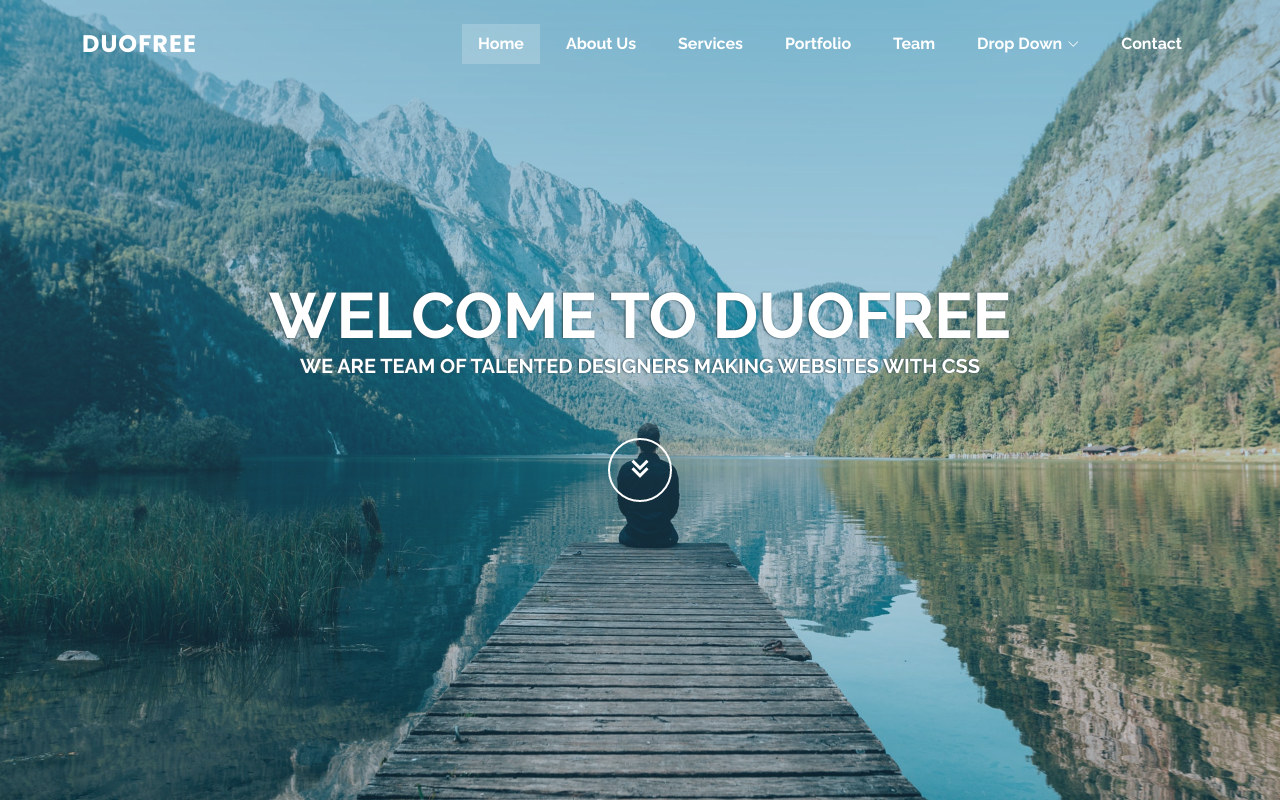 DUOFREE
Home About Us Services Portfolio Team Drop Down Contact
WELCOME TO DUOFREE
WE ARE TEAM OF TALENTED DESIGNERS MAKING WEBSITES WITH CSS